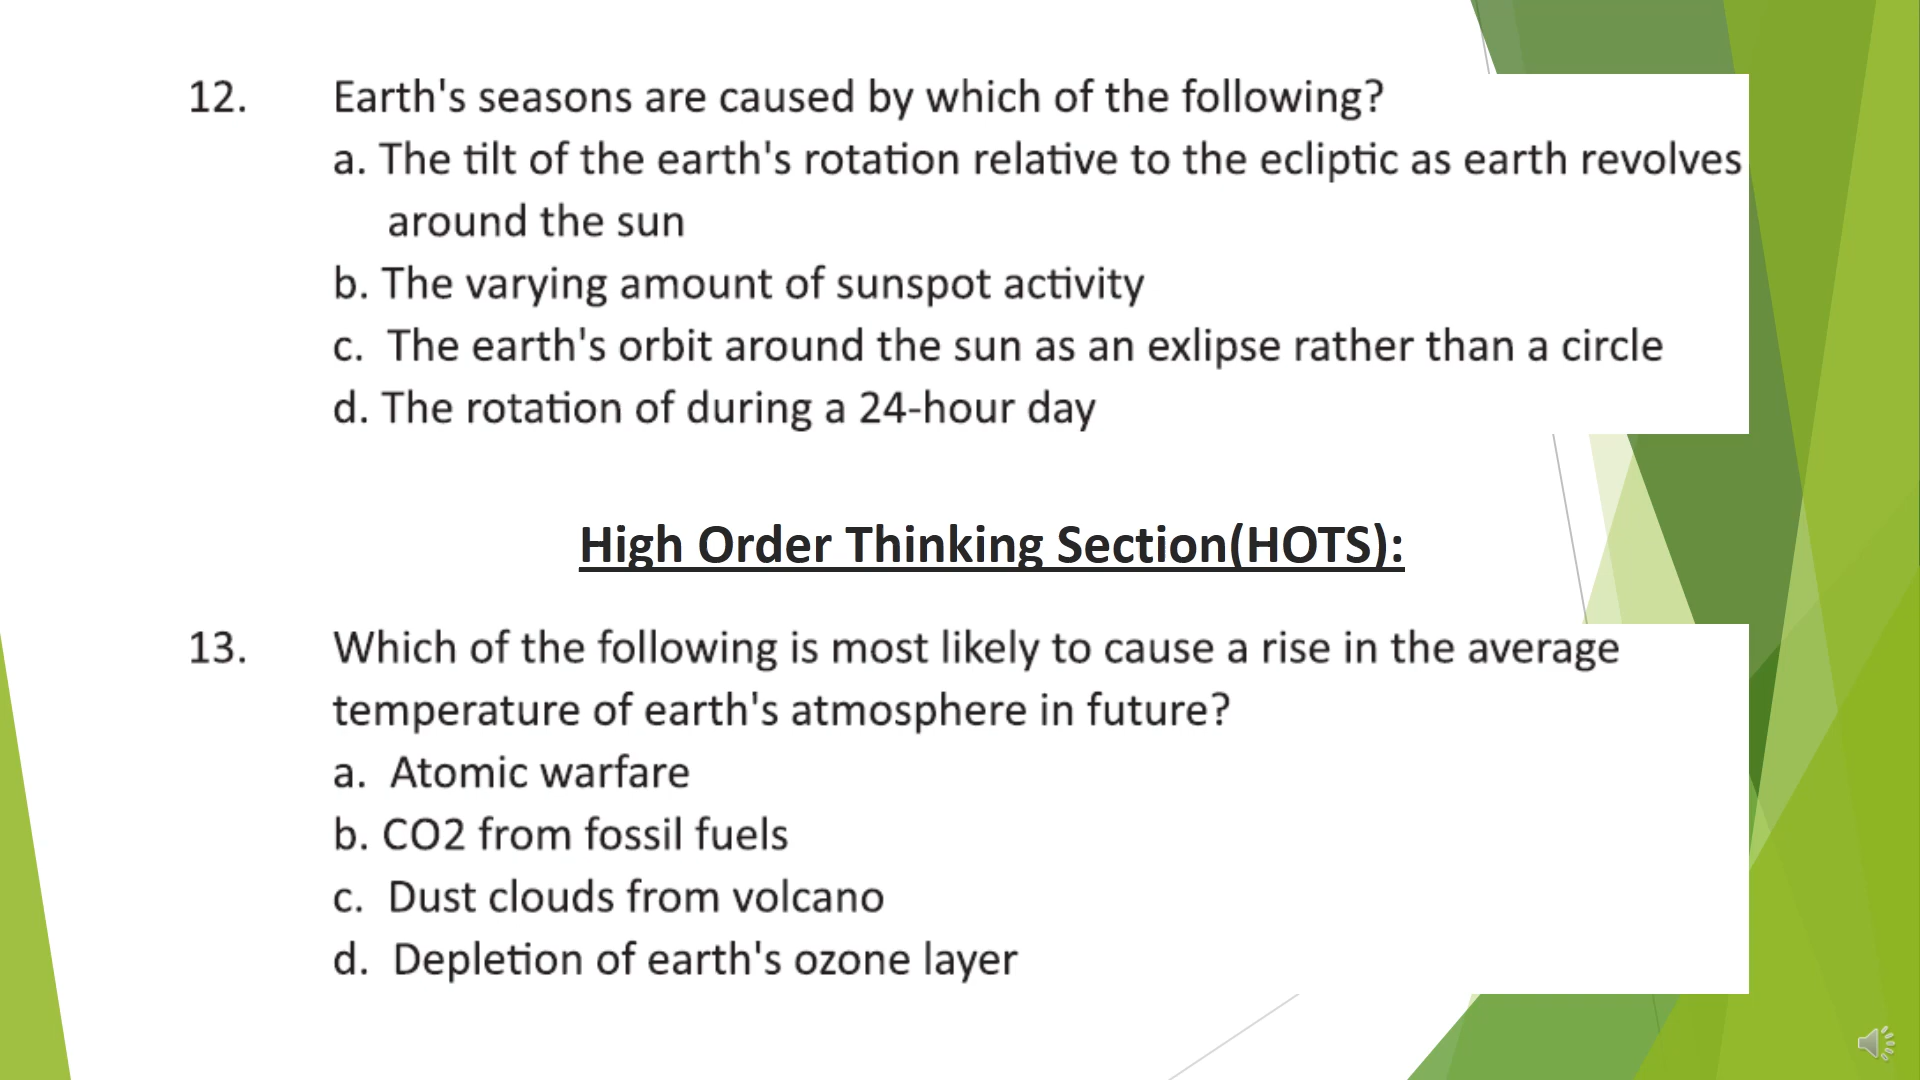 12. Earth's seasons are caused by which of the following?
a. The tilt of the earth's rotation relative to the ecliptic as earth revolves
around the sun
b. The varying amount of sunspot activity
c. The earth's orbit around the sun as an exlipse rather than a circle
d. The rotation of during a 24-hour day
High Order Thinking Section(HOTS):
13. Which of the following is most likely to cause a rise in the average
temperature of earth's atmosphere in future?
a. Atomic warfare
b. CO2 from fossil fuels
c. Dust clouds from volcano
d. Depletion of earth's ozone layer